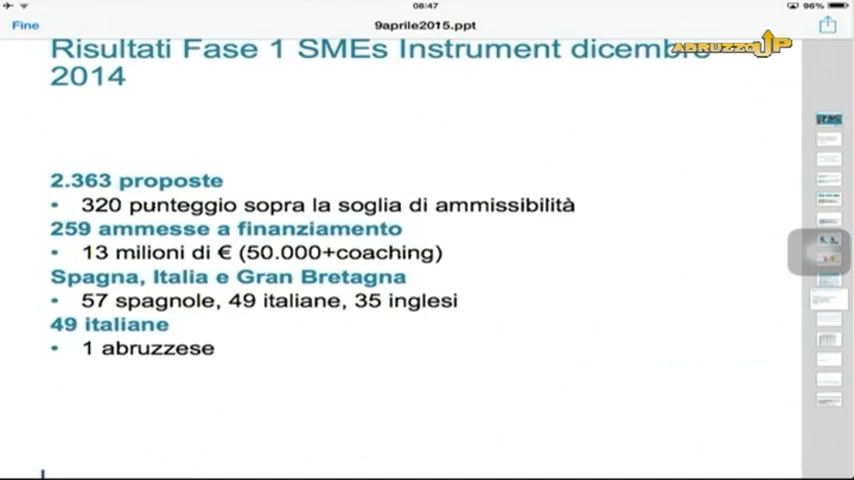 08:47
96%
Fine
9aprile2015.ppt
Risultati Fase 1 SMEs Instrument dicembre
2014
ABRUZZO UP
2.363 proposte
• 320 punteggio sopra la soglia di ammissibilità
259 ammesse a finanziamento
• 13 milioni di € (50.000+coaching)
Spagna, Italia e Gran Bretagna
• 57 spagnole, 49 italiane, 35 inglesi
49 italiane
• 1 abruzzese